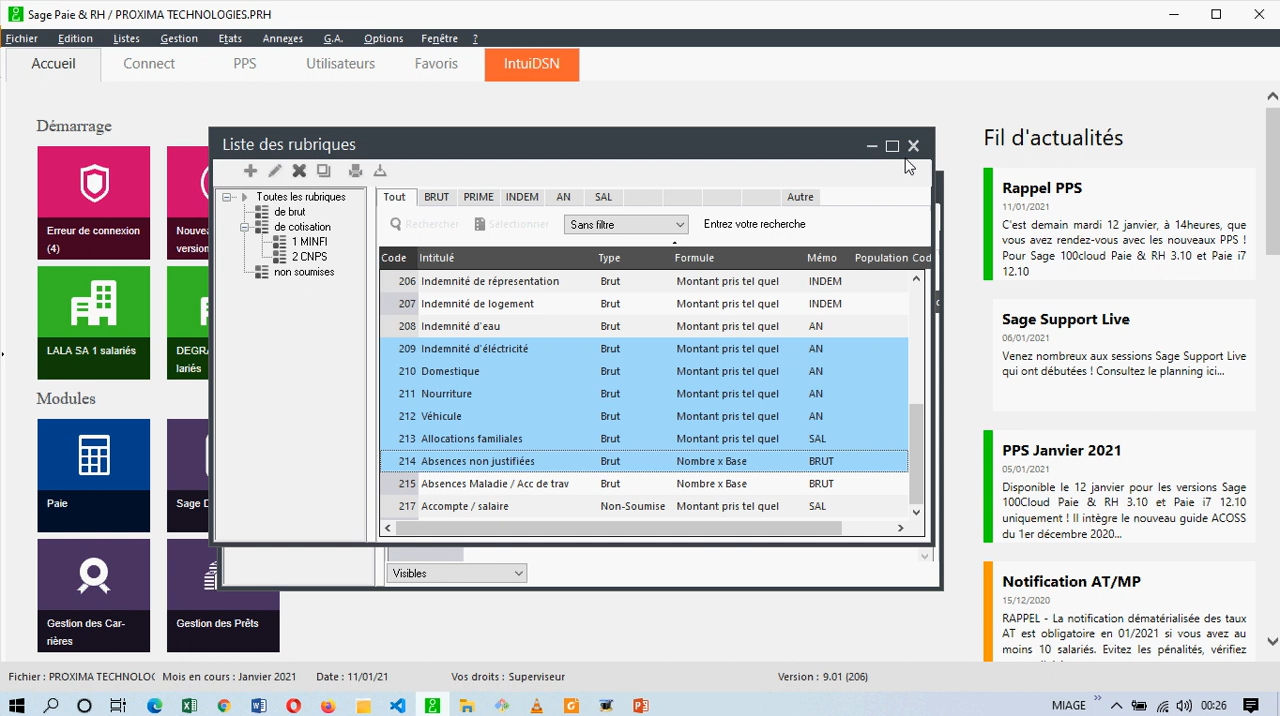 Sage Paie & RH / PROXIMA TECHNOLOGIES.PRH
Fichier Edition Listes Gestion Etats Annexes G.A. Options Fenêtre ?
Accueil Connect PPS Utilisateurs Favoris IntuiDSN
Démarrage
Erreur de connexion
(4)
Nouv
version
LALA SA 1 salariés
DEGRA
lariés
Modules
Paie
Sage D
Gestion des Car-
rières
Gestion des Prêts
Liste des rubriques
Toutes les rubriques
de brut
de cotisation
1 MINFI
2 CNPS
non soumises
Tout BRUT PRIME INDEM AN SAL Autre
Rechercher Sélectionner Sans filtre Entrez votre recherche
Code Intitulé Type Formule Mémo Population Cod
206 Indemnité de répresentation Brut Montant pris tel quel INDEM
207 Indemnité de logement Brut Montant pris tel quel INDEM
208 Indemnité d'eau Brut Montant pris tel quel AN
209 Indemnité d'éléctricité Brut Montant pris tel quel AN
210 Domestique Brut Montant pris tel quel AN
211 Nourriture Brut Montant pris tel quel AN
212 Véhicule Brut Montant pris tel quel AN
213 Allocations familiales Brut Montant pris tel quel SAL
214 Absences non justifiées Brut Nombre x Base BRUT
215 Absences Maladie / Acc de trav Brut Nombre x Base BRUT
217 Accompte / salaire Non-Soumise Montant pris tel quel SAL
Visibles
Fil d'actualités
Rappel PPS
11/01/2021
C'est demain mardi 12 janvier, à 14heures, que
vous avez rendez-vous avec les nouveaux PPS !
Pour Sage 100cloud Paie & RH 3.10 et Paie i7
12.10
Sage Support Live
06/01/2021
Venez nombreux aux sessions Sage Support Live
qui ont débutées ! Consultez le planning ici...
PPS Janvier 2021
05/01/2021
Disponible le 12 janvier pour les versions Sage
100Cloud Paie & RH 3.10 et Paie i7 12.10
uniquement ! Il intègre le nouveau guide ACOSS
du 1er décembre 2020...
Notification AT/MP
15/12/2020
RAPPEL - La notification dématérialisée des taux
AT est obligatoire en 01/2021 si vous avez au
moins 10 salariés. Evitez les pénalités, vérifiez
Fichier : PROXIMA TECHNOLOG Mois en cours : Janvier 2021 Date : 11/01/21 Vos droits : Superviseur Version : 9.01 (206)
MIAGE 00:26